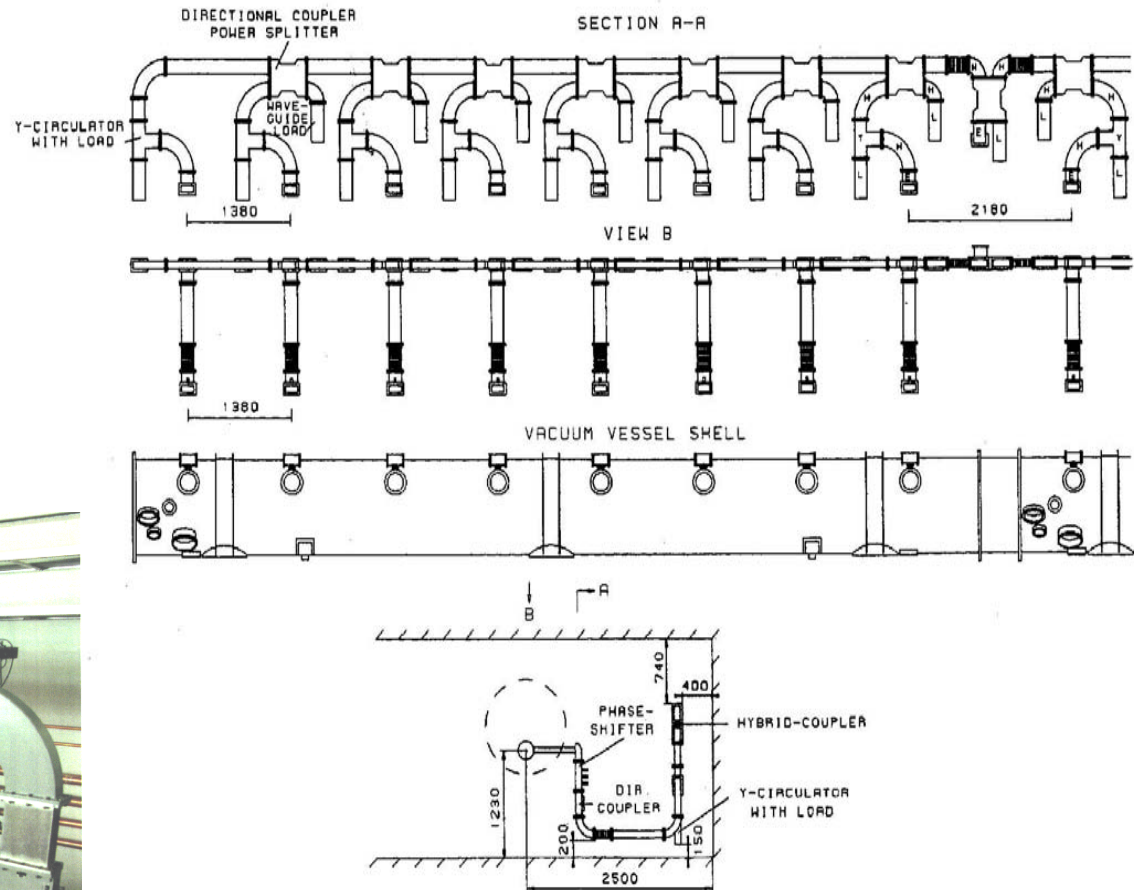 DIRECTIONAL COUPLER
POWER SPLITTER
SECTION A-A
WAVE-
GUIDE
LOAD
Y-CIRCULATOR
WITH LOAD
H
H
H
H
H
H
L
E
L
L
T
H
H
Y
L
E
E
L
1380
2180
VIEW B
1380
VACUUM VESSEL SHELL
A
B
740
400
PHASE-
SHIFTER
HYBRID-COUPLER
DIR.
COUPLER
Y-CIRCULATOR
WITH LOAD
1230
200
150
2500